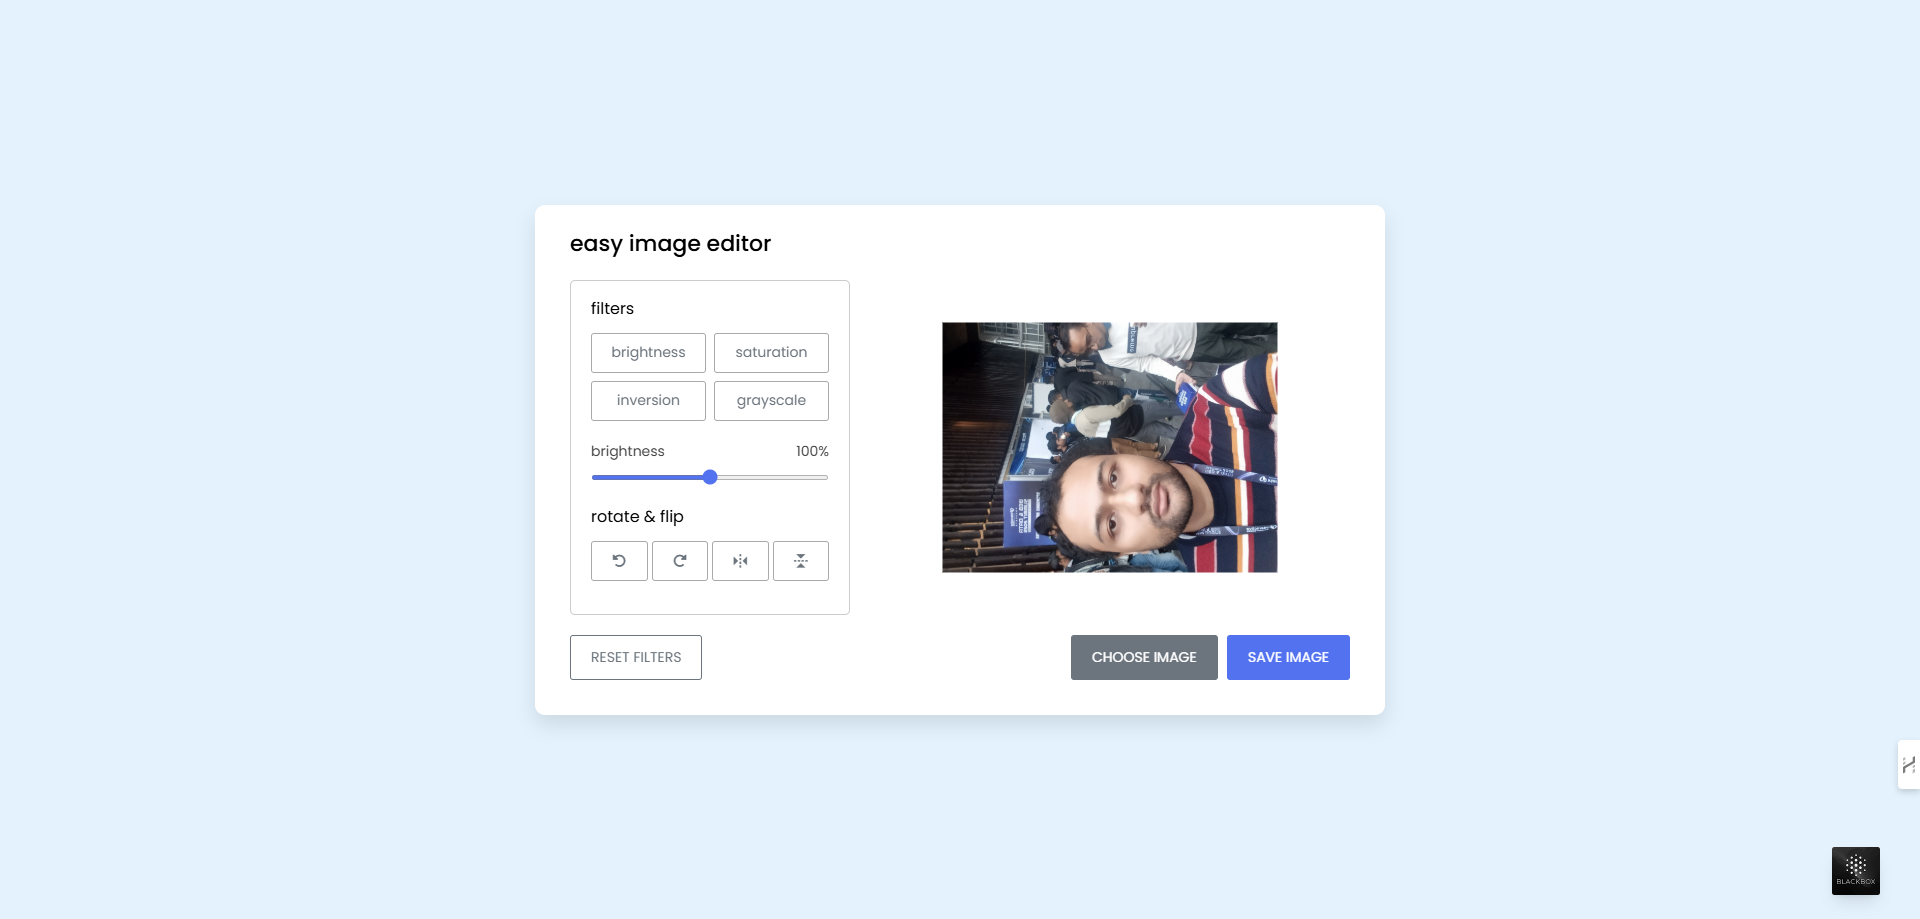 easy image editor
filters
brightness saturation
inversion grayscale
brightness 100%
rotate & flip
RESET FILTERS
CHOOSE IMAGE SAVE IMAGE
BLACKBOX